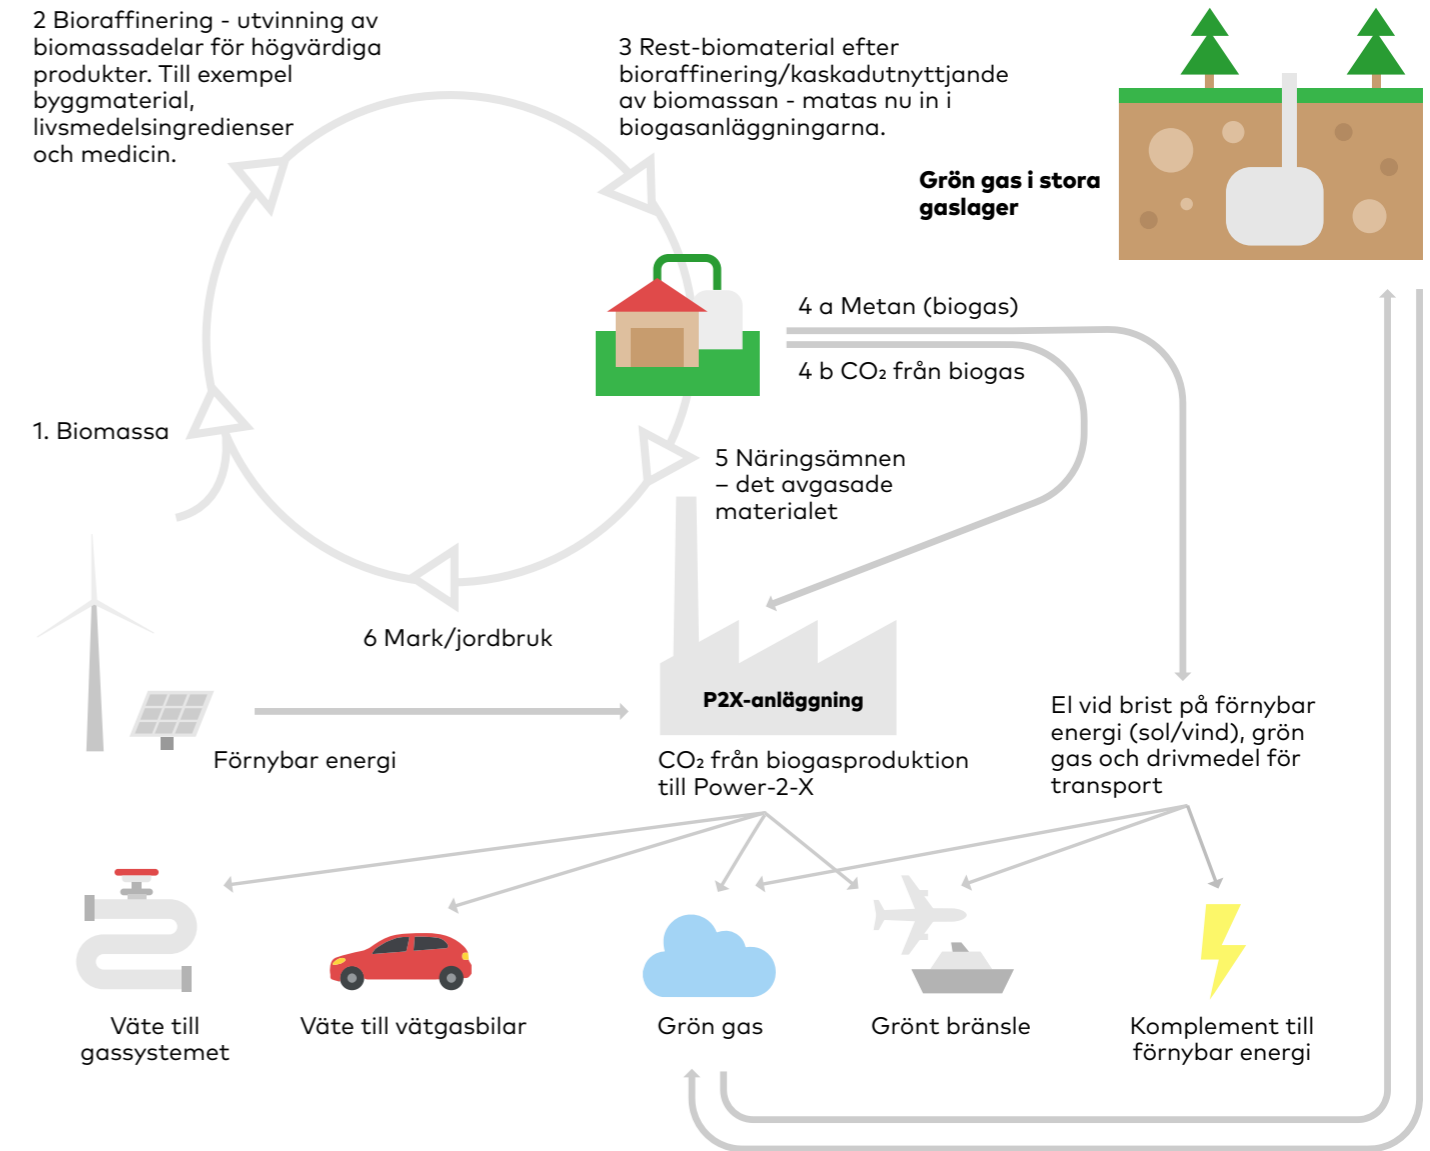 2 Bioraffinering - utvinning av
biomassadelar för högvärdiga
produkter. Till exempel
byggmaterial,
livsmedelsingredienser
och medicin.
3 Rest-biomaterial efter
bioraffinering/kaskadutnyttjande
av biomassan - matas nu in i
biogasanläggningarna.
Grön gas i stora
gaslager
4 a Metan (biogas)
4 b CO₂ från biogas
1. Biomassa
5 Näringsämnen
– det avgasade
materialet
6 Mark/jordbruk
P2X-anläggning
Förnybar energi
CO₂ från biogasproduktion
till Power-2-X
El vid brist på förnybar
energi (sol/vind), grön
gas och drivmedel för
transport
Väte till
gassystemet
Väte till vätgasbilar
Grön gas
Grönt bränsle
Komplement till
förnybar energi